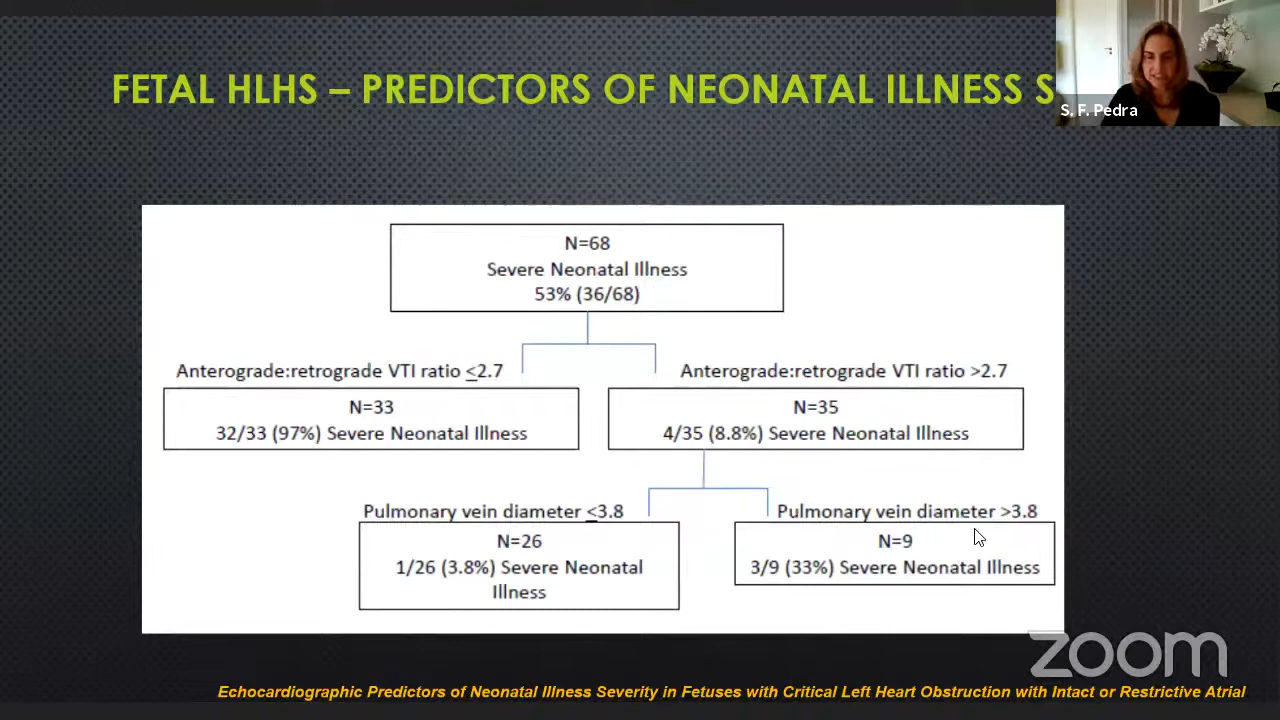 FETAL HLHS – PREDICTORS OF NEONATAL ILLNESS S
S. F. Pedra
N=68
Severe Neonatal Illness
53% (36/68)
Anterograde:retrograde VTI ratio ≤2.7
Anterograde:retrograde VTI ratio >2.7
N=33
32/33 (97%) Severe Neonatal Illness
N=35
4/35 (8.8%) Severe Neonatal Illness
Pulmonary vein diameter ≤3.8
Pulmonary vein diameter >3.8
N=26
1/26 (3.8%) Severe Neonatal
Illness
N=9
3/9 (33%) Severe Neonatal Illness
zoom
Echocardiographic Predictors of Neonatal Illness Severity in Fetuses with Critical Left Heart Obstruction with Intact or Restrictive Atrial